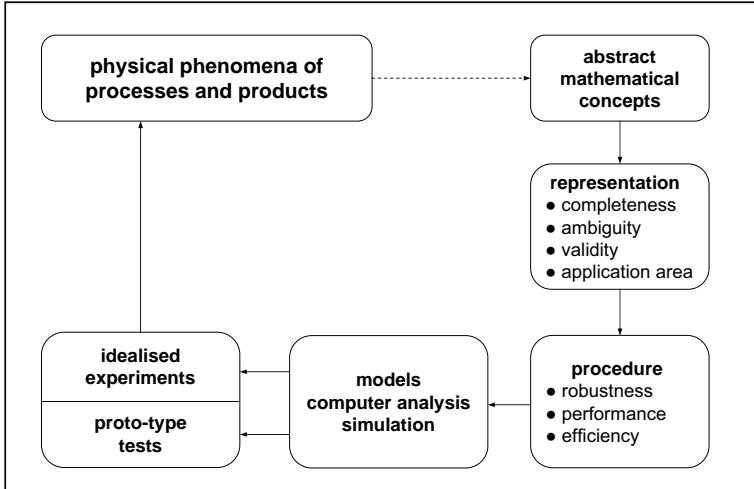 physical phenomena of
processes and products
abstract
mathematical
concepts
representation
● completeness
● ambiguity
● validity
● application area
idealised
experiments
proto-type
tests
models
computer analysis
simulation
procedure
● robustness
● performance
● efficiency